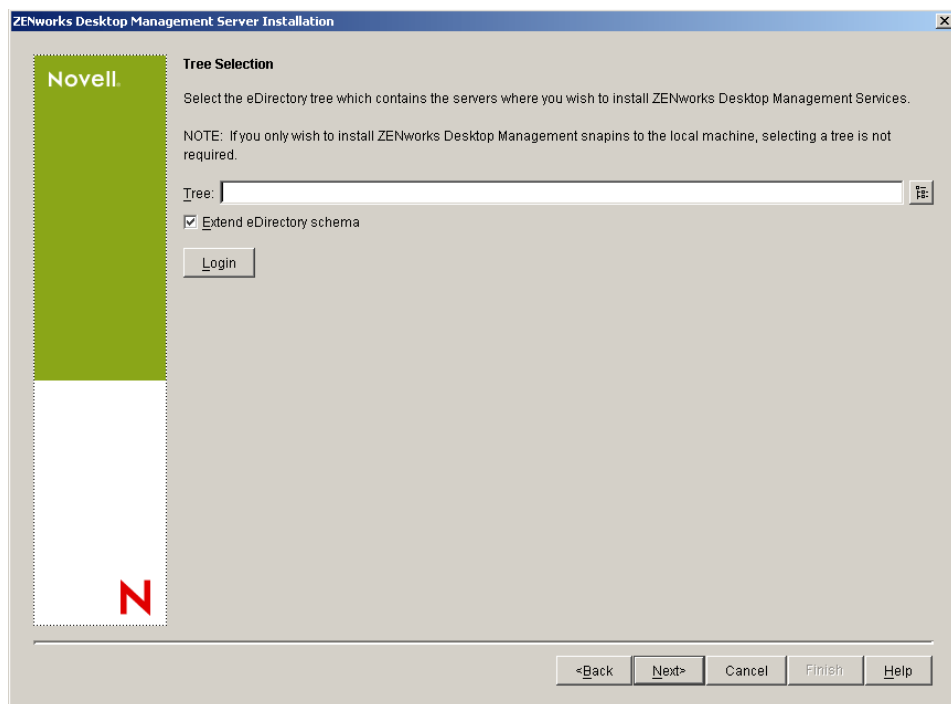 ZENworks Desktop Management Server Installation
Novell.
Tree Selection
Select the eDirectory tree which contains the servers where you wish to install ZENworks Desktop Management Services.
NOTE: If you only wish to install ZENworks Desktop Management snapins to the local machine, selecting a tree is not
required.
Tree:
Extend eDirectory schema
Login
N
<Back Next> Cancel Finish Help